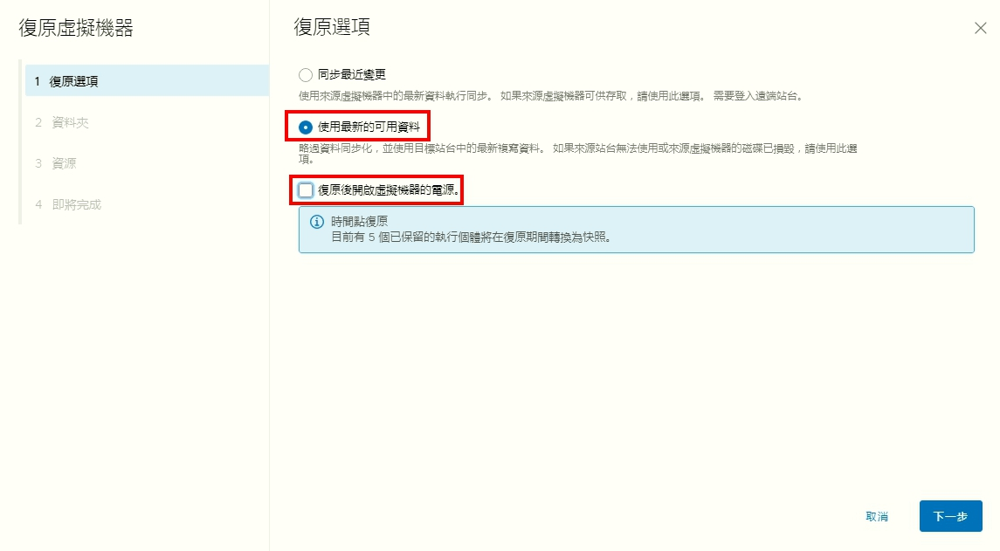 復原虛擬機器
1 復原選項
2 資料夾
3 資源
4 即將完成
復原選項
同步最近變更
使用來源虛擬機器中的最新資料執行同步。 如果來源虛擬機器可供存取，請使用此選項。 需要登入遠端站台。
使用最新的可用資料
略過資料同步化，並使用目標站台中的最新複寫資料。 如果來源站台無法使用或來源虛擬機器的磁碟已損毀，請使用此選
項。
復原後開啟虛擬機器的電源。
時間點復原
目前有 5 個已保留的執行個體將在復原期間轉換為快照。
取消
下一步